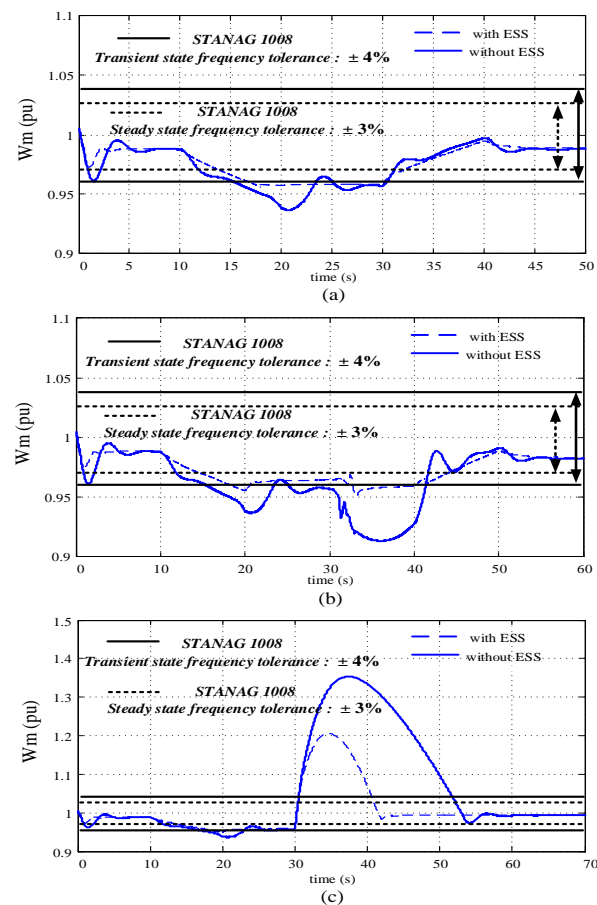 1.1
STANAG 1008
Transient state frequency tolerance : ± 4%
with ESS
without ESS
1.05
STANAG 1008
Steady state frequency tolerance : ± 3%
Wm (pu)
1
0.95
0.9
0 5 10 15 20 25 30 35 40 45 50
time (s)
(a)
1.1
STANAG 1008
Transient state frequency tolerance : ± 4%
with ESS
without ESS
1.05
STANAG 1008
Steady state frequency tolerance : ± 3%
Wm (pu)
1
0.95
0.9
0 10 20 30 40 50 60
time (s)
(b)
1.5
STANAG 1008
Transient state frequency tolerance : ± 4%
with ESS
without ESS
1.4
STANAG 1008
Steady state frequency tolerance : ± 3%
1.3
Wm (pu)
1.2
1.1
1
0.9
0 10 20 30 40 50 60 70
time (s)
(c)